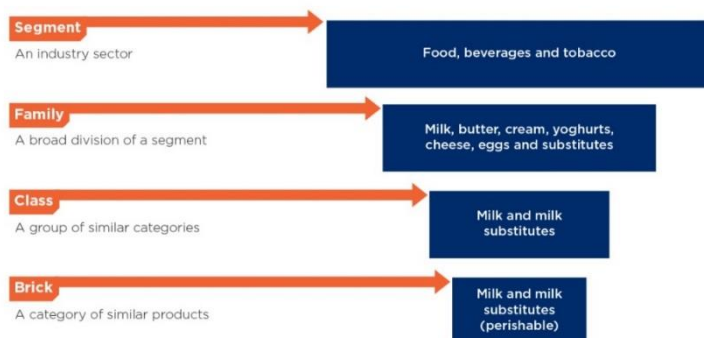 Segment
An industry sector
Food, beverages and tobacco
Family
A broad division of a segment
Milk, butter, cream, yoghurts,
cheese, eggs and substitutes
Class
A group of similar categories
Milk and milk
substitutes
Brick
A category of similar products
Milk and milk
substitutes
(perishable)